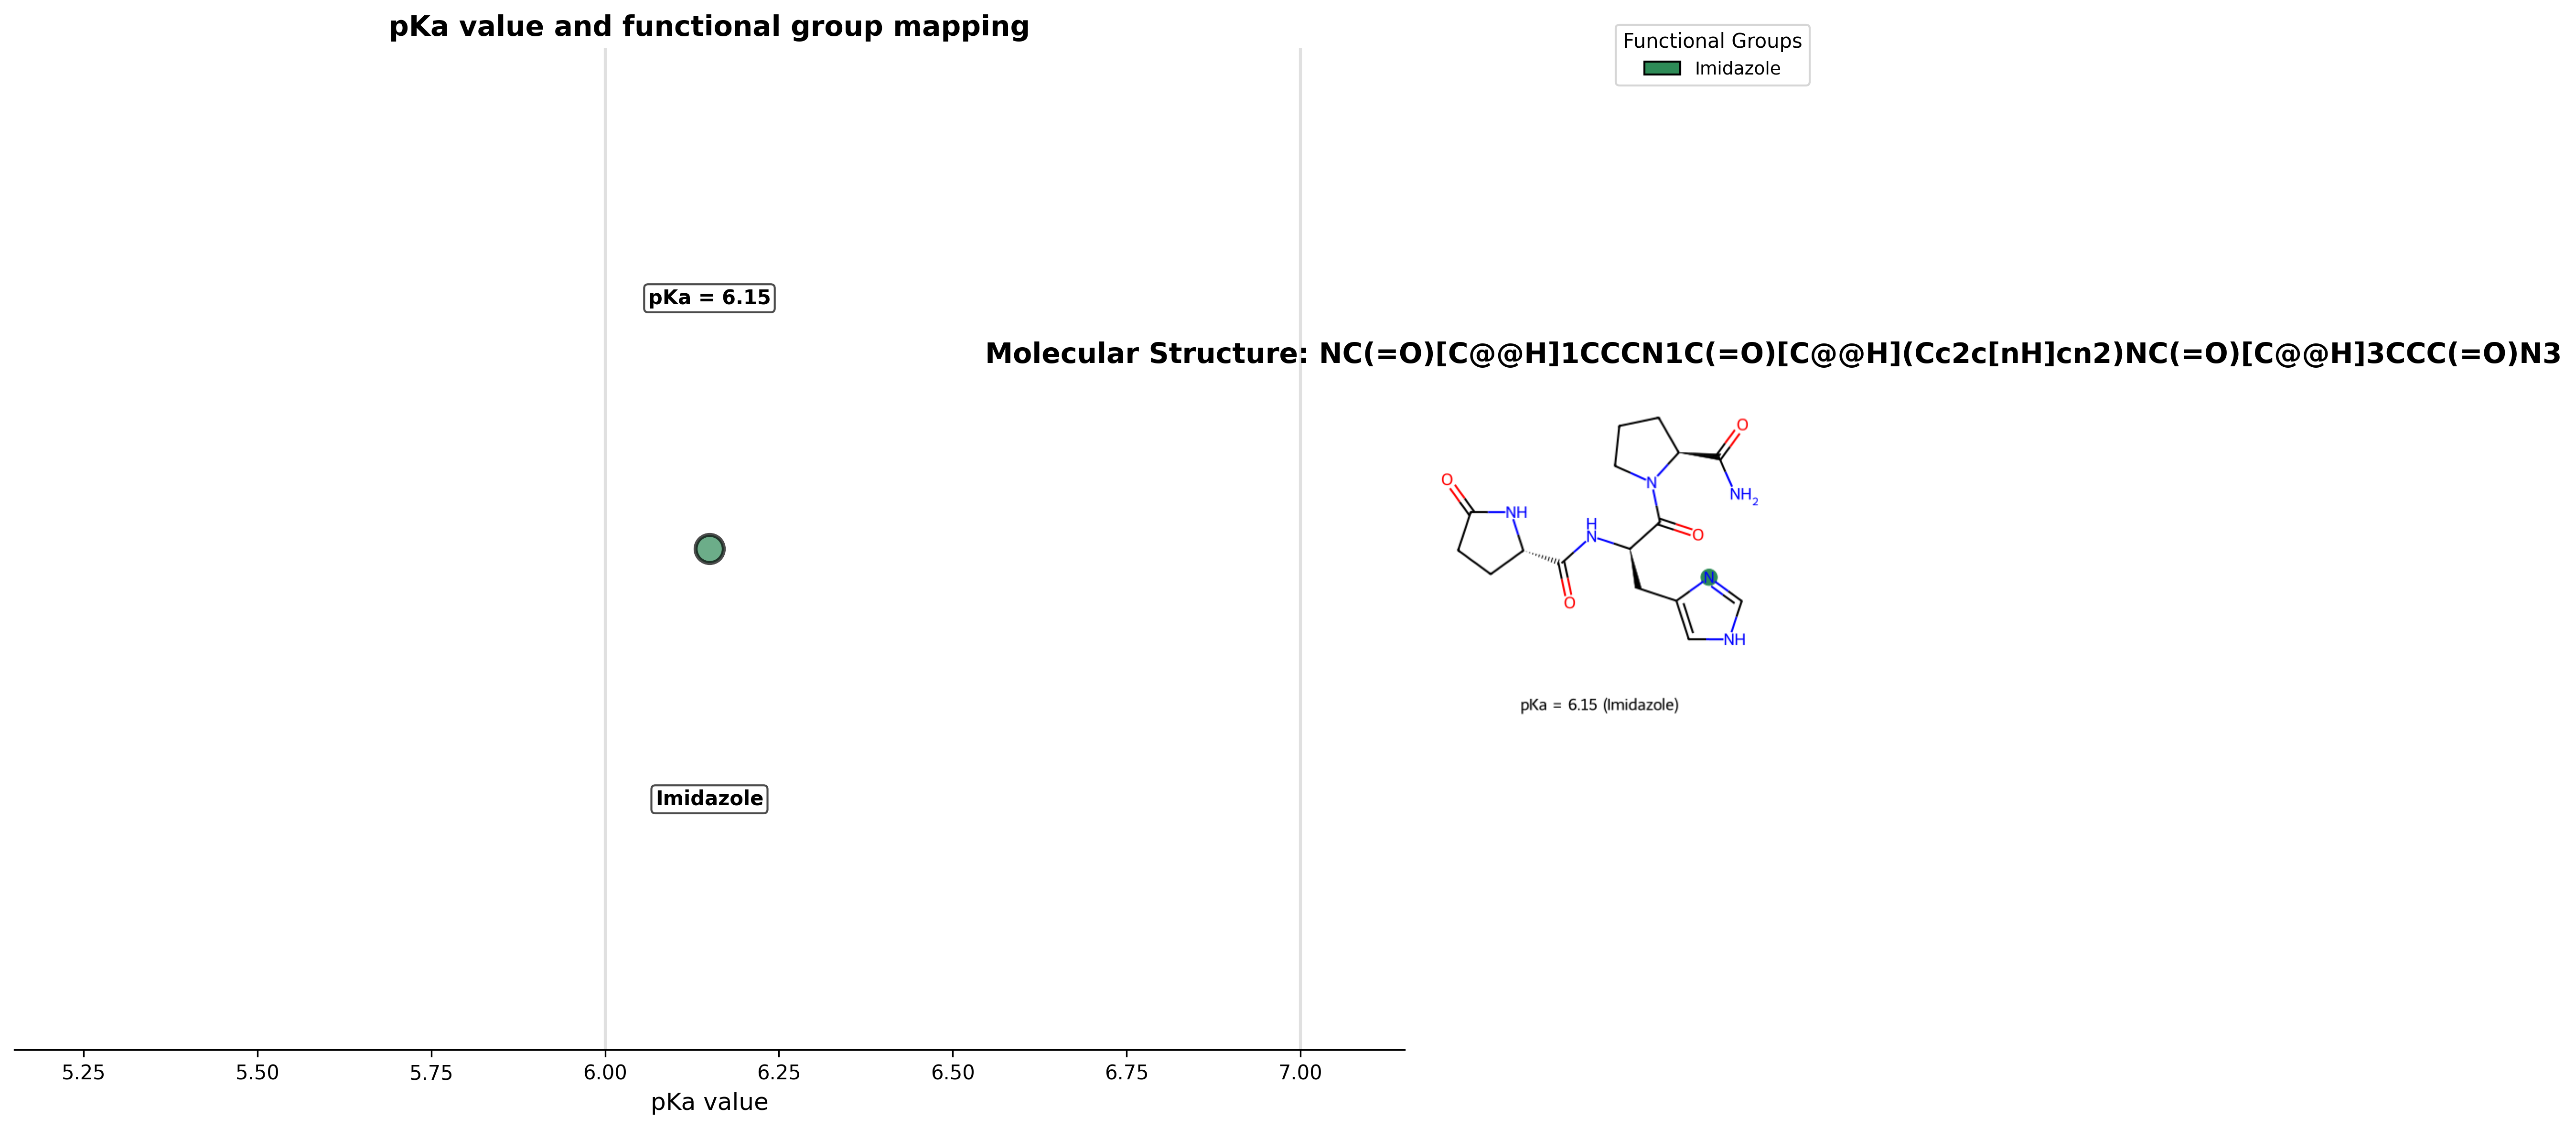 pKa value and functional group mapping
Functional Groups
Imidazole
pKa = 6.15
Molecular Structure: NC(=O)[C@@H]1CCCN1C(=O)[C@@H](Cc2c[nH]cn2)NC(=O)[C@@H]3CCC(=O)N3
O
O
NH2
N
NH
H
N
O
O
N
NH
pKa = 6.15 (Imidazole)
Imidazole
5.25 5.50 5.75 6.00 6.25 6.50 6.75 7.00
pKa value